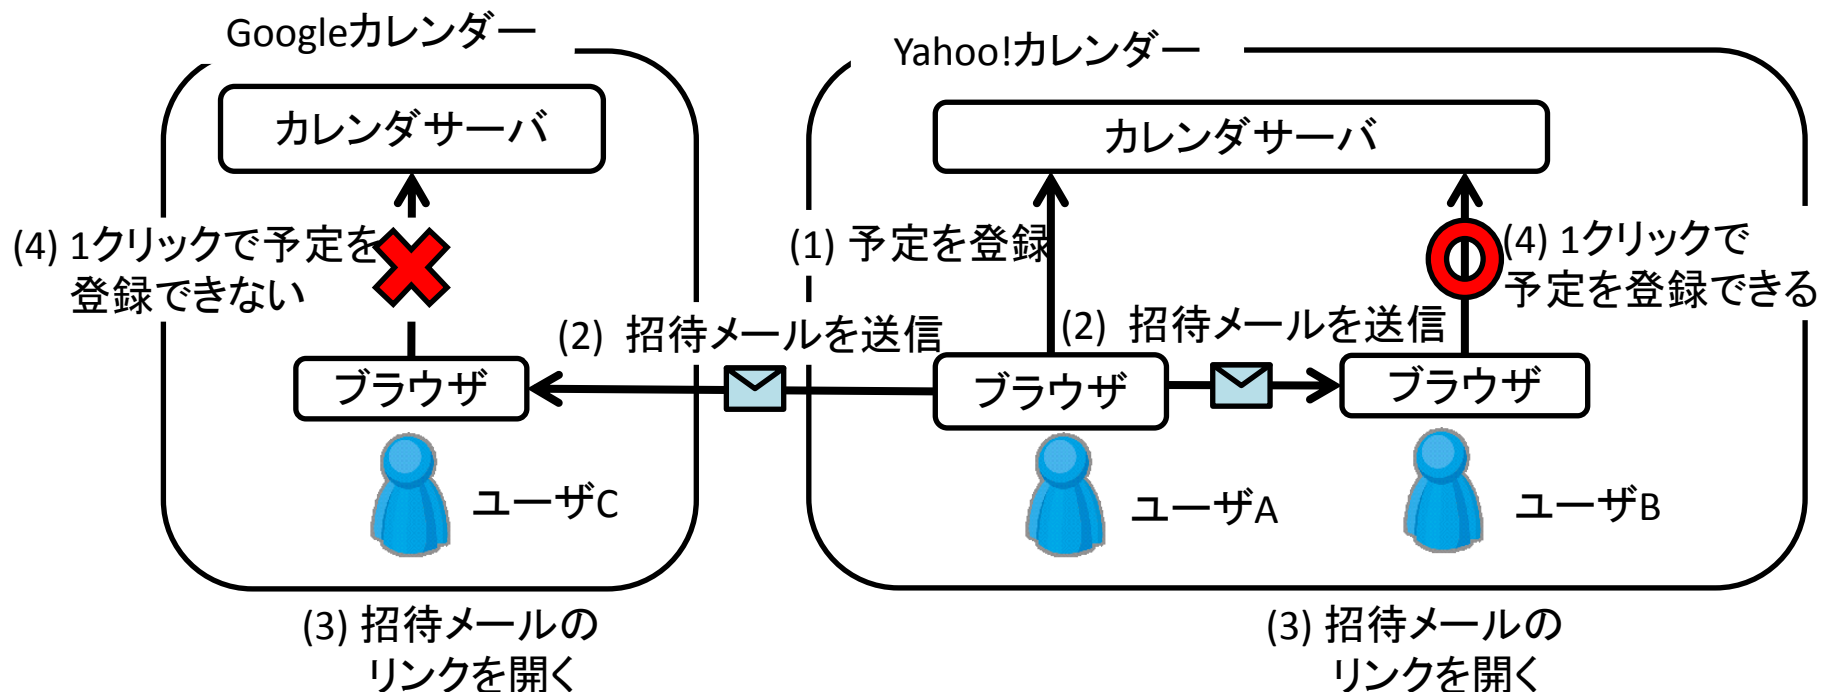 Googleカレンダー
カレンダサーバ
(4) 1クリックで予定を
登録できない
ブラウザ
ユーザC
(3) 招待メールの
リンクを開く
(2) 招待メールを送信
Yahoo!カレンダー
カレンダサーバ
(1) 予定を登録
(2) 招待メールを送信
(4) 1クリックで
予定を登録できる
ブラウザ
ブラウザ
ユーザA
ユーザB
(3) 招待メールの
リンクを開く